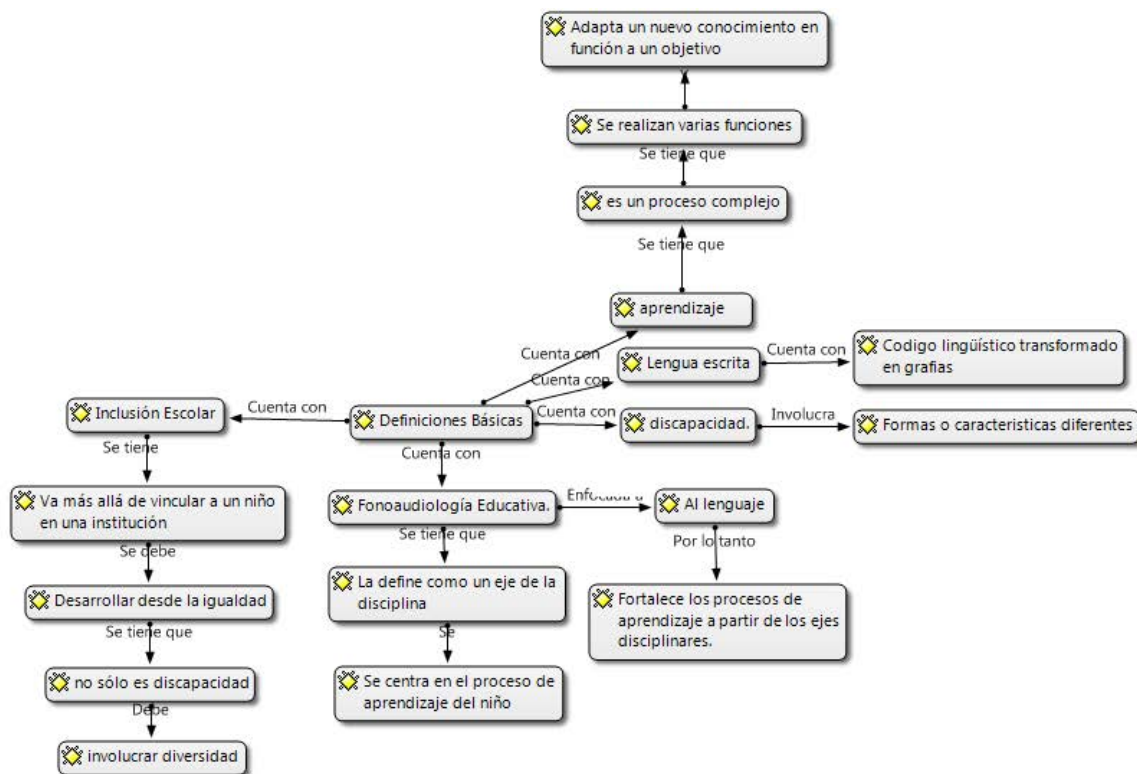 Adapta un nuevo conocimiento en
función a un objetivo
Se realizan varias funciones
Se tiene que
es un proceso complejo
Se tiene que
aprendizaje
Cuenta con
Lengua escrita
Cuenta con
Codigo lingüístico transformado
en grafias
Cuenta con
Inclusión Escolar
Cuenta con
Definiciones Básicas
Cuenta con
discapacidad.
Involucra
Formas o caracteristicas diferentes
Se tiene
Cuenta con
Va más allá de vincular a un niño
en una institución
Fonoaudiología Educativa.
Al lenguaje
Se debe
Se tiene que
Por lo tanto
Desarrollar desde la igualdad
La define como un eje de la
disciplina
Fortalece los procesos de
aprendizaje a partir de los ejes
disciplinares.
Se tiene que
Se
no sólo es discapacidad
Se centra en el proceso de
aprendizaje del niño
Debe
involucrar diversidad